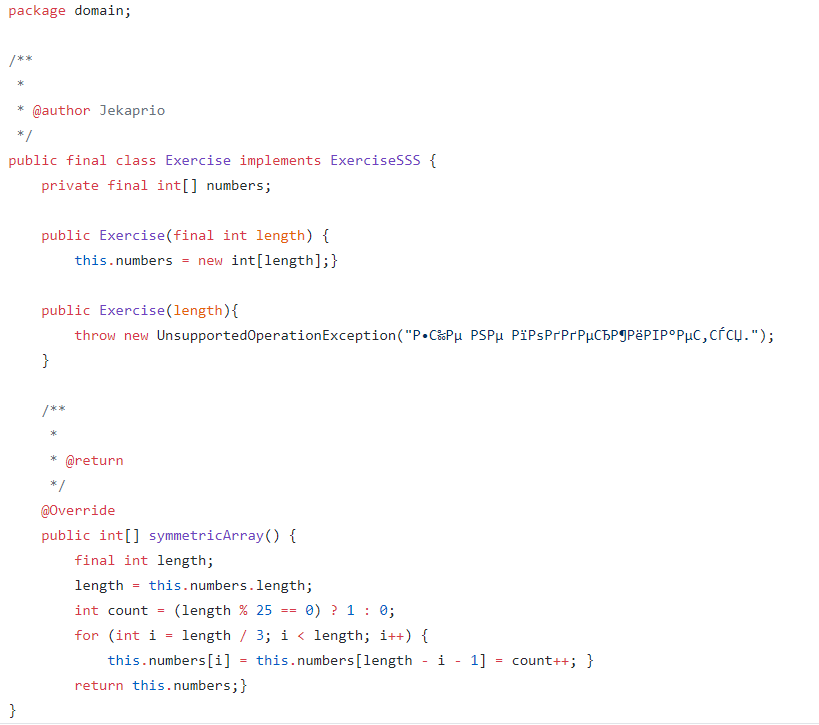 package domain;
/**
 *
 * @author Jekaprio
 */
public final class Exercise implements ExerciseSSS {
    private final int[] numbers;
    public Exercise(final int length) {
        this.numbers = new int[length];}
    public Exercise(length){
        throw new UnsupportedOperationException("Р•С‰Рµ РЅРµ РїРѕРґРґРµСЂР¶РёРІРєРµС‚СЃСЏ.");
    }
    /**
     *
     * @return
     */
    @Override
    public int[] symmetricArray() {
        final int length;
        length = this.numbers.length;
        int count = (length % 25 == 0) ? 1 : 0;
        for (int i = length / 3; i < length; i++) {
            this.numbers[i] = this.numbers[length - i - 1] = count++; }
        return this.numbers;}
}